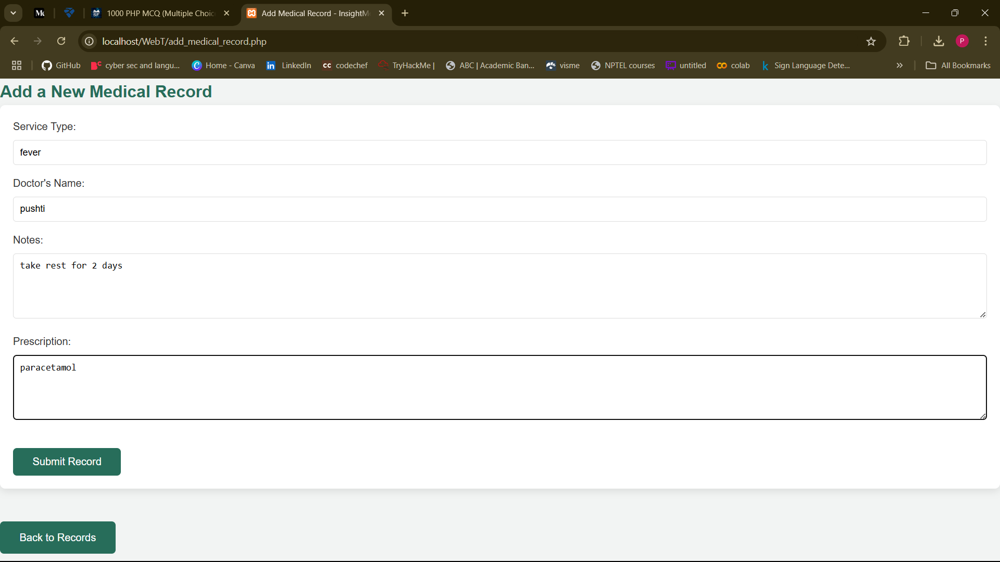 1000 PHP MCQ (Multiple Choic
Add Medical Record - InsightM
localhost/WebT/add_medical_record.php
P
GitHub
cyber sec and langu...
Home - Canva
LinkedIn
codechef
TryHackMe |
ABC | Academic Ban...
visme
NPTEL courses
untitled
colab
Sign Language Dete...
All Bookmarks
Add a New Medical Record
Service Type:
fever
Doctor's Name:
pushti
Notes:
take rest for 2 days
Prescription:
paracetamol
Submit Record
Back to Records